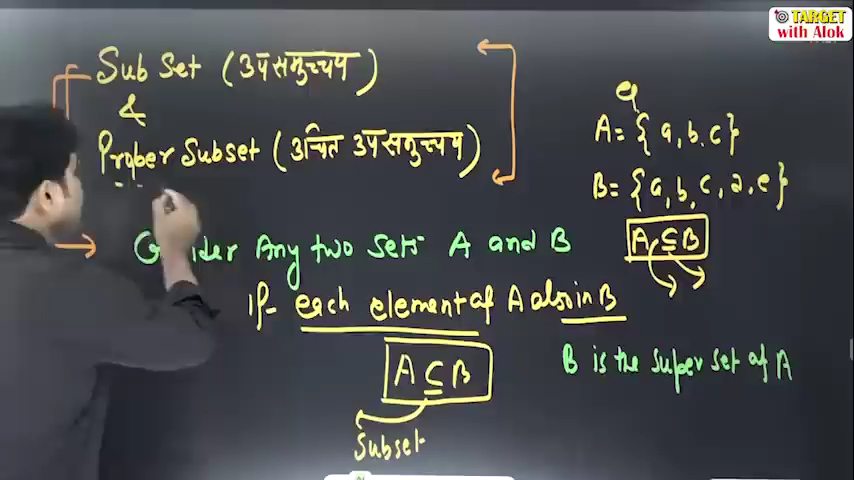 TARGET
with Alok
Sub Set (उपसमुच्चय)
&
Proper Subset (उचित उपसमुच्चय)
eg
A = { a, b, c }
B = { a, b, c, d, e }
A ⊆ B
Consider Any two Sets A and B
If each element of A also in B
A ⊆ B
Subset
B is the super set of A